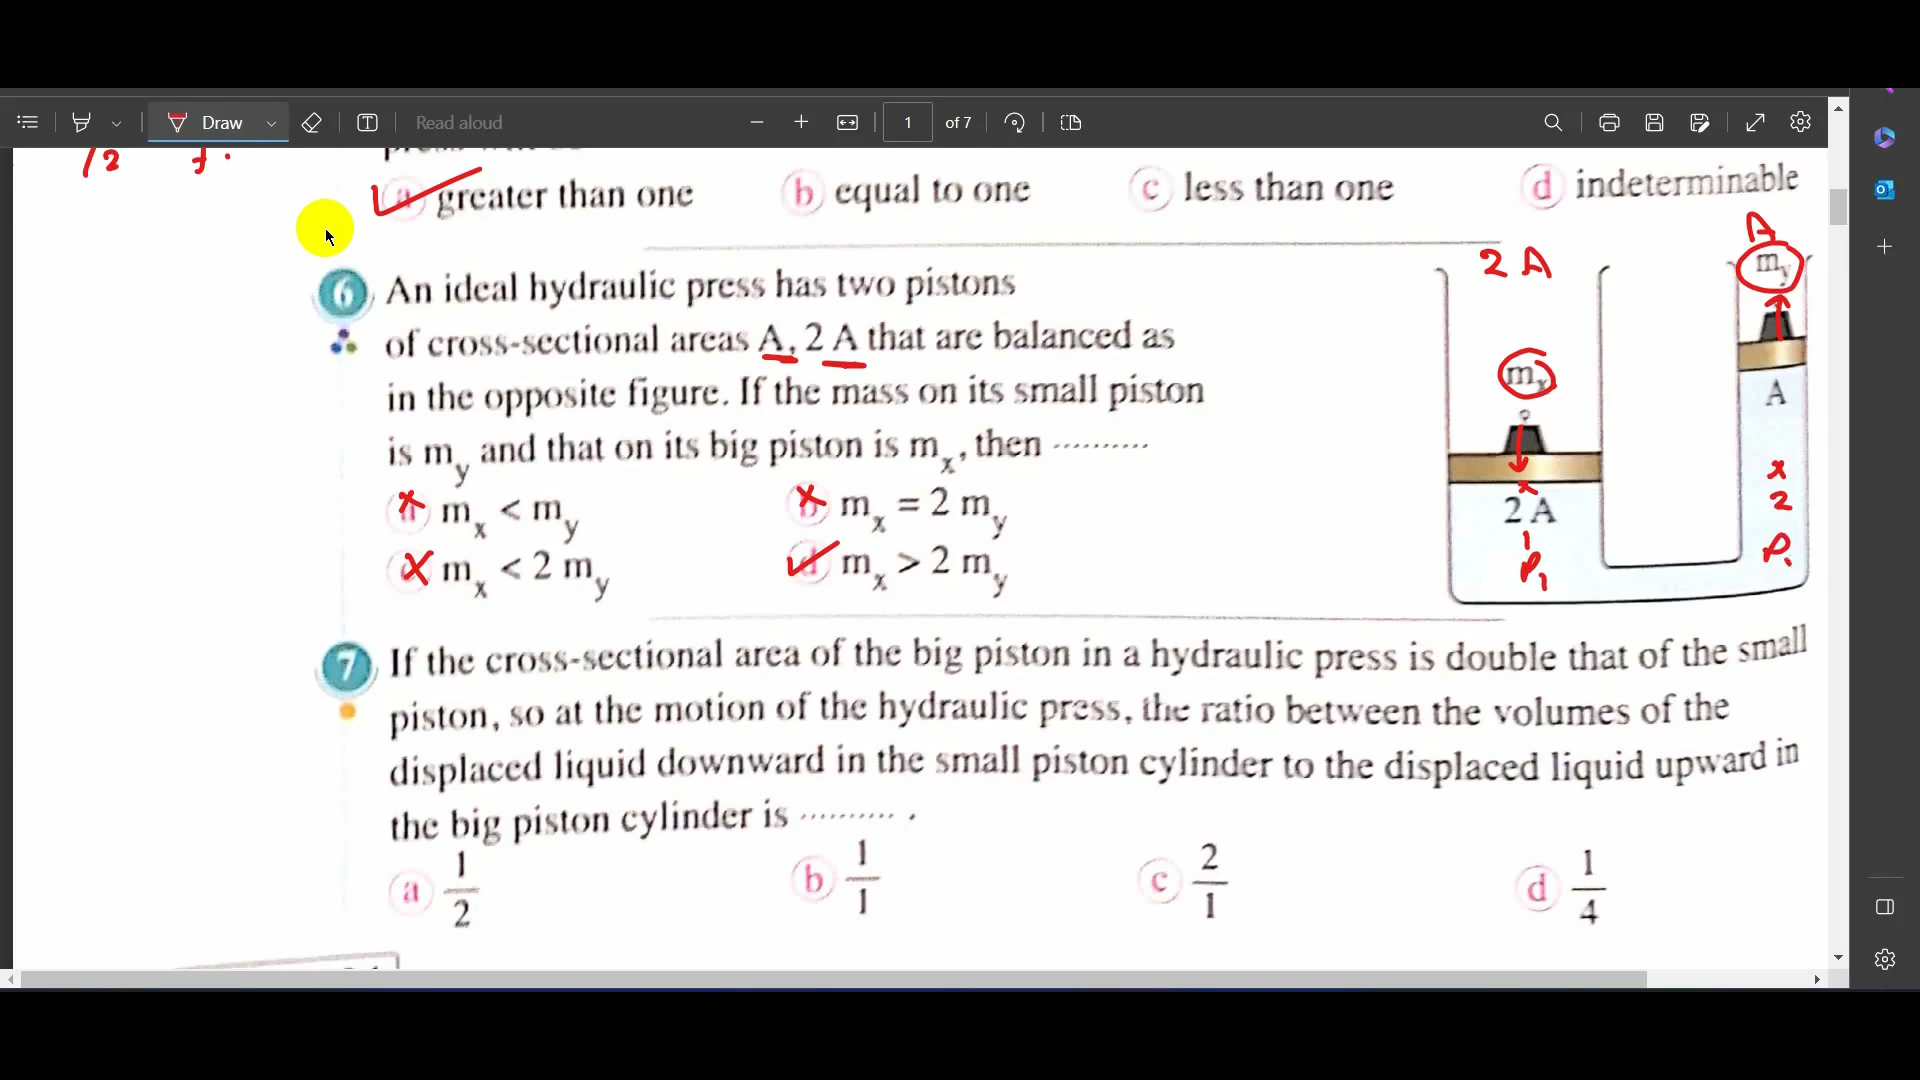 Draw
Read aloud
1 of 7
a greater than one b equal to one c less than one d indeterminable
6 An ideal hydraulic press has two pistons
of cross-sectional areas A, 2 A that are balanced as
in the opposite figure. If the mass on its small piston
is my and that on its big piston is mx, then ..........
mx < my
mx = 2 my
mx < 2 my
d mx > 2 my
2 A
A
my
mx
A
2 A
x
2
P1
P1
7 If the cross-sectional area of the big piston in a hydraulic press is double that of the small
piston, so at the motion of the hydraulic press, the ratio between the volumes of the
displaced liquid downward in the small piston cylinder to the displaced liquid upward in
the big piston cylinder is .......... .
a 1/2 b 1/1 c 2/1 d 1/4